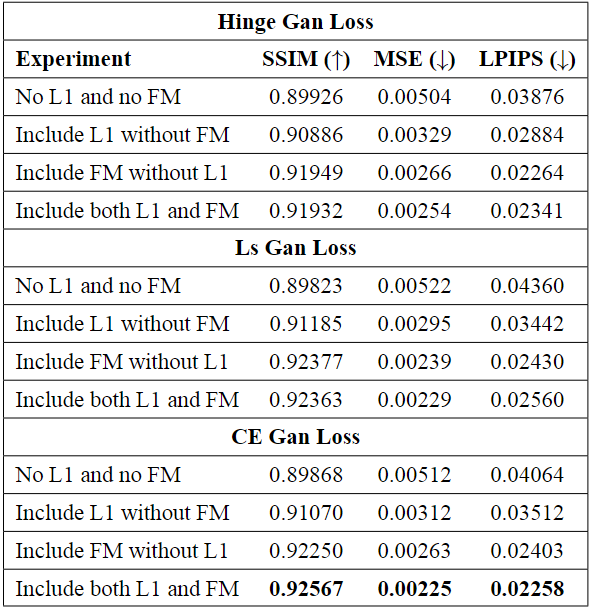 Hinge Gan Loss
Experiment SSIM (↑) MSE (↓) LPIPS (↓)
No L1 and no FM 0.89926 0.00504 0.03876
Include L1 without FM 0.90886 0.00329 0.02884
Include FM without L1 0.91949 0.00266 0.02264
Include both L1 and FM 0.91932 0.00254 0.02341
Ls Gan Loss
No L1 and no FM 0.89823 0.00522 0.04360
Include L1 without FM 0.91185 0.00295 0.03442
Include FM without L1 0.92377 0.00239 0.02430
Include both L1 and FM 0.92363 0.00229 0.02560
CE Gan Loss
No L1 and no FM 0.89868 0.00512 0.04064
Include L1 without FM 0.91070 0.00312 0.03512
Include FM without L1 0.92250 0.00263 0.02403
Include both L1 and FM 0.92567 0.00225 0.02258